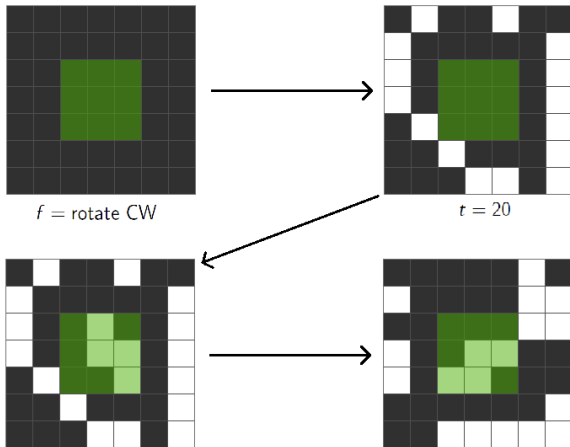 f = rotate CW
t = 20